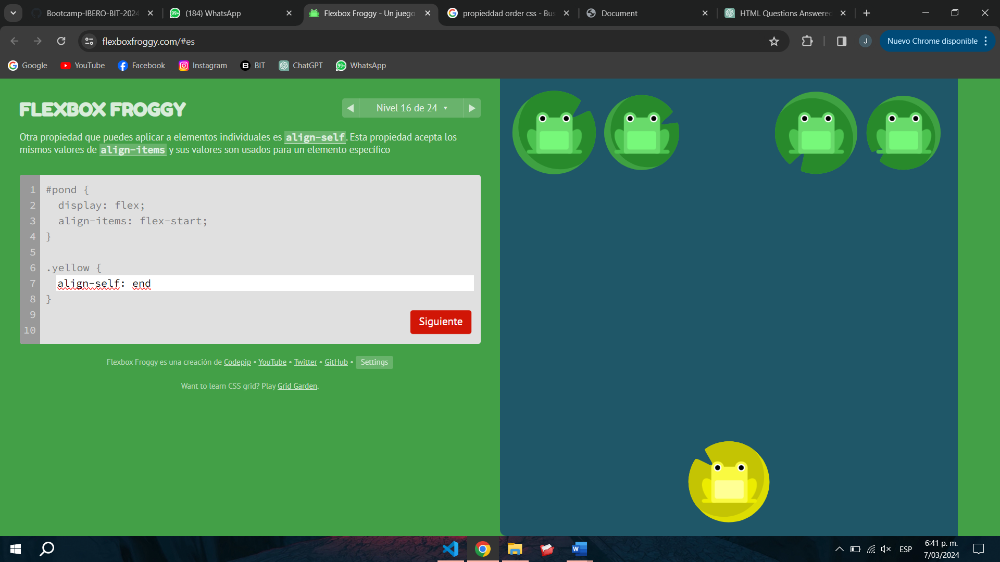 Bootcamp-IBERO-BIT-2024
(184) WhatsApp
Flexbox Froggy - Un juego
propieddad order css - Bus
Document
HTML Questions Answered
flexboxfroggy.com/#es
J
Nuevo Chrome disponible
Google
YouTube
Facebook
Instagram
BIT
ChatGPT
WhatsApp
FLEXBOX FROGGY
Nivel 16 de 24
Otra propiedad que puedes aplicar a elementos individuales es align-self. Esta propiedad acepta los
mismos valores de align-items y sus valores son usados para un elemento específico
1 #pond {
2 display: flex;
3 align-items: flex-start;
4 }
5
6 .yellow {
7 align-self: end
8 }
9
10
Siguiente
Flexbox Froggy es una creación de Codepip • YouTube • Twitter • GitHub • Settings
Want to learn CSS grid? Play Grid Garden.
ESP
6:41 p. m.
7/03/2024